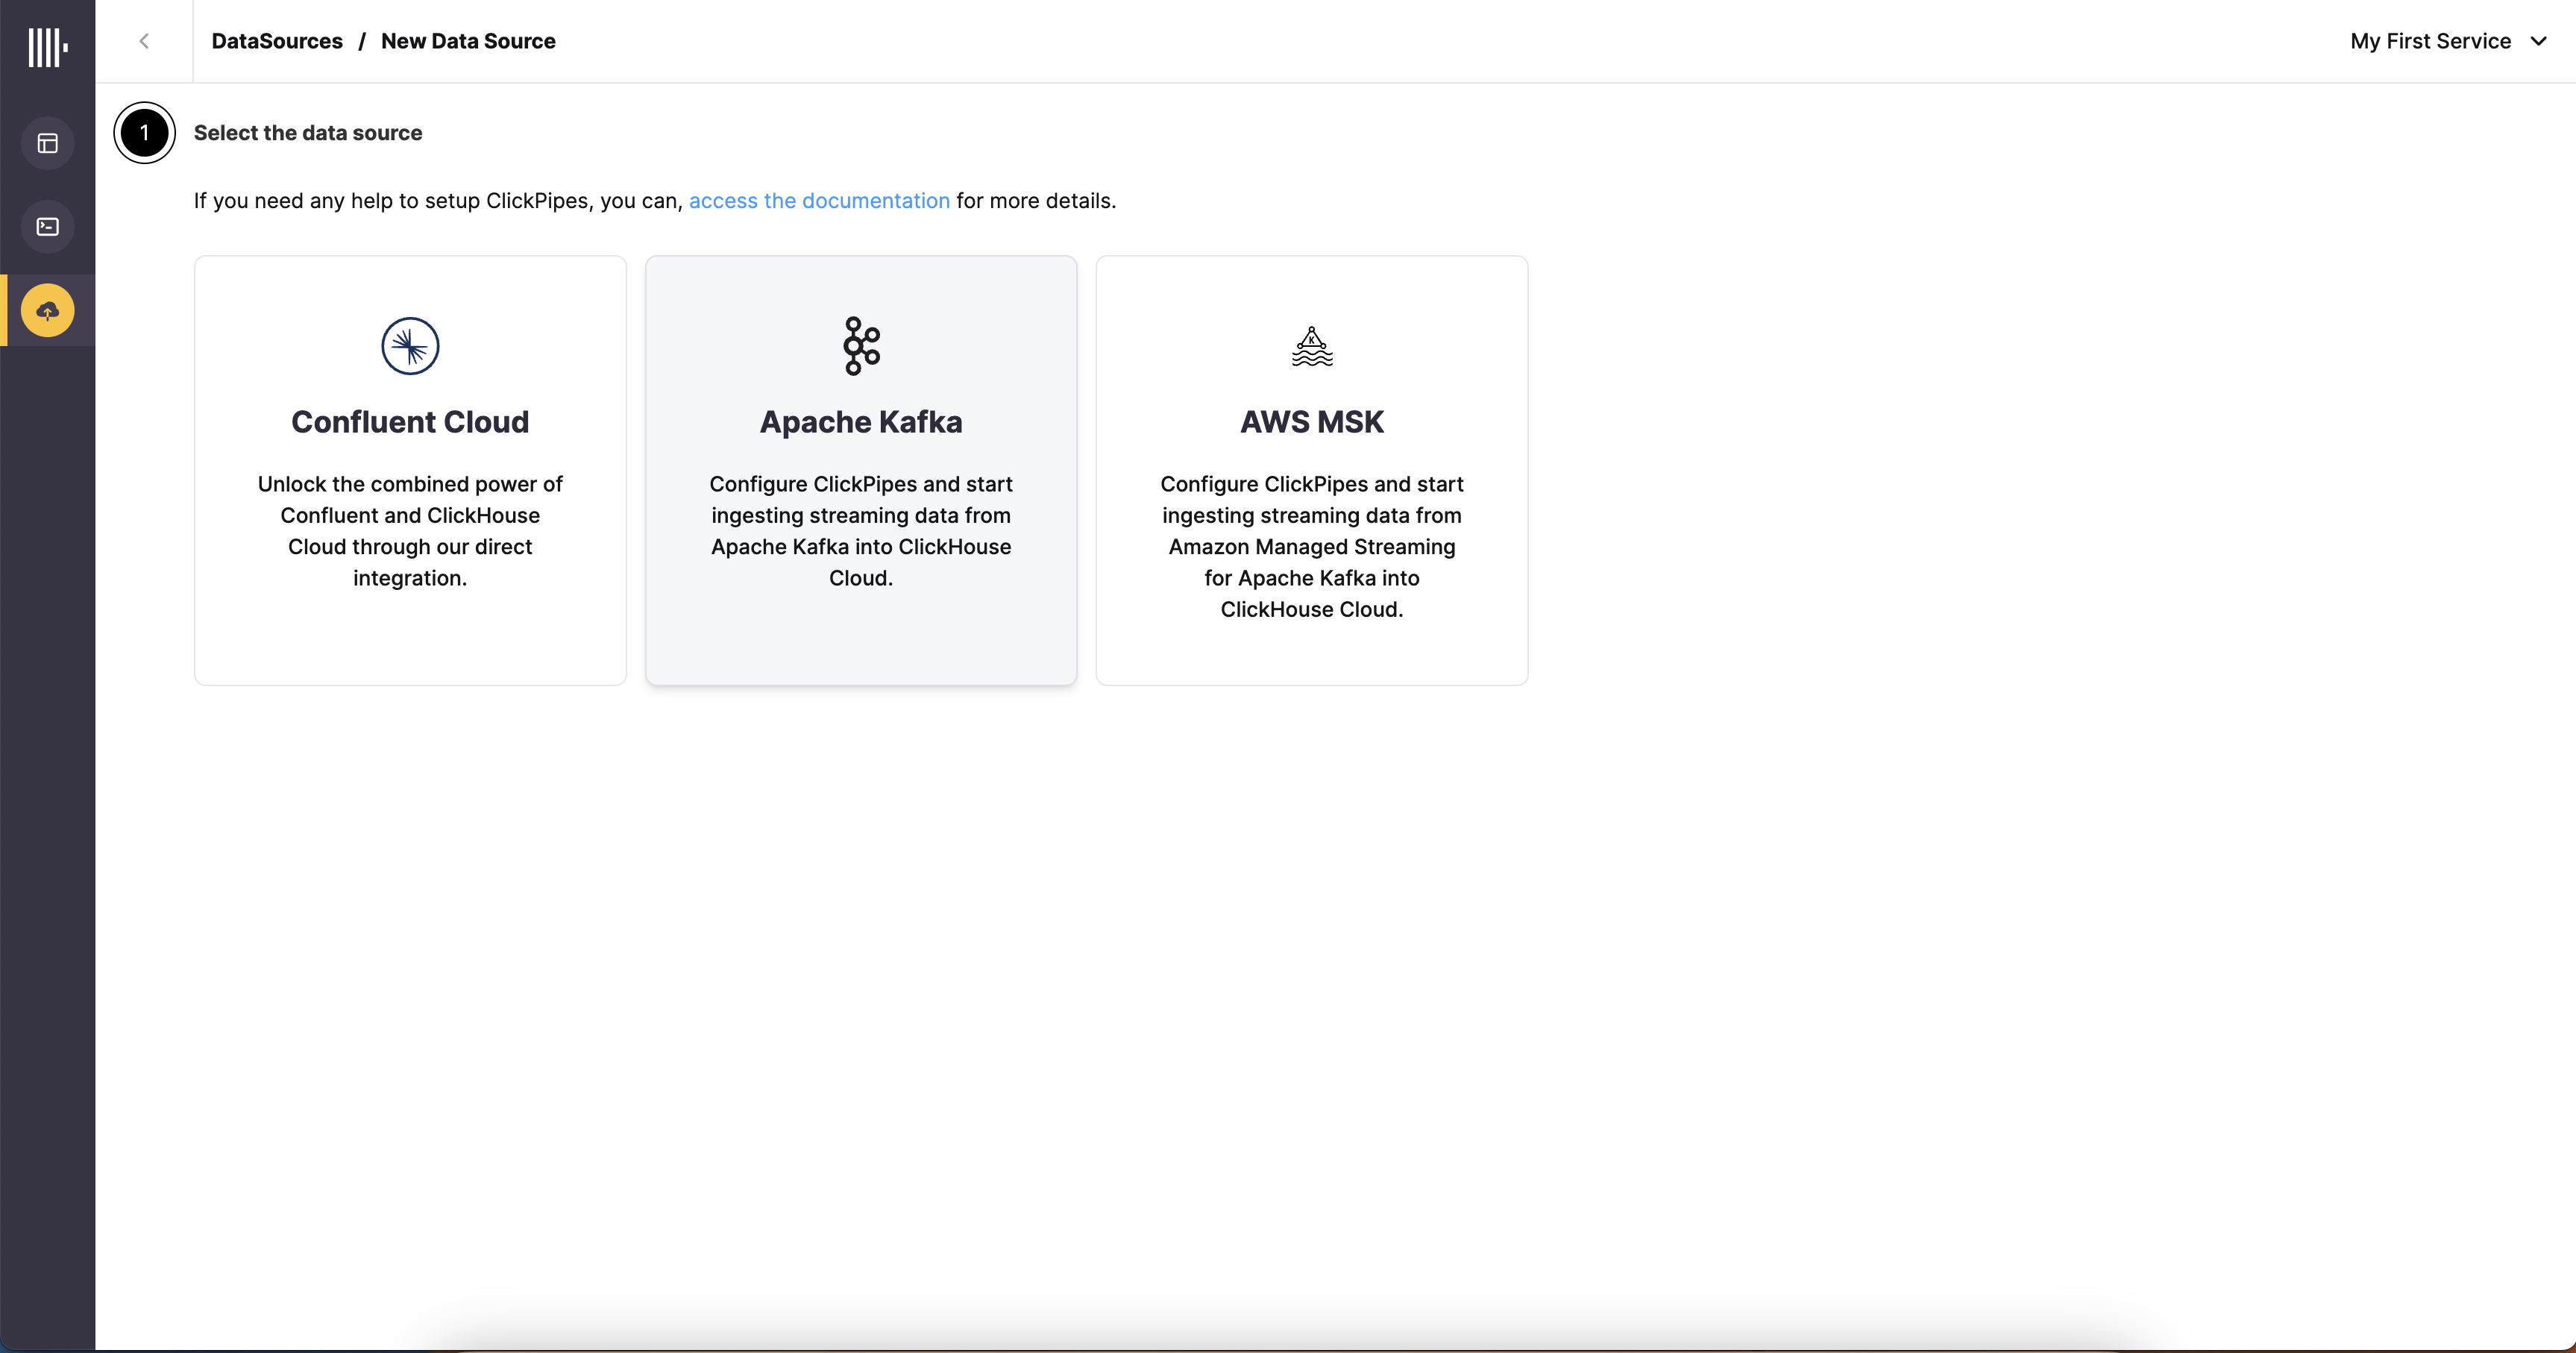 DataSources / New Data Source
My First Service
1
Select the data source
If you need any help to setup ClickPipes, you can, access the documentation for more details.
Confluent Cloud
Unlock the combined power of
Confluent and ClickHouse
Cloud through our direct
integration.
Apache Kafka
Configure ClickPipes and start
ingesting streaming data from
Apache Kafka into ClickHouse
Cloud.
K
AWS MSK
Configure ClickPipes and start
ingesting streaming data from
Amazon Managed Streaming
for Apache Kafka into
ClickHouse Cloud.